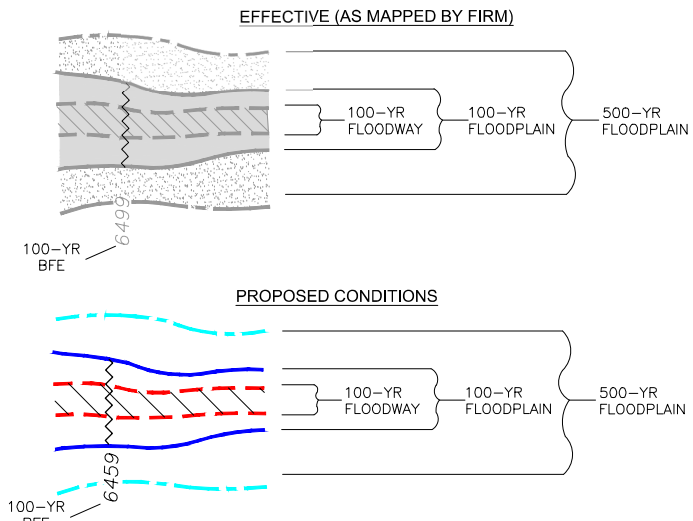 EFFECTIVE (AS MAPPED BY FIRM)
100-YR
FLOODWAY
100-YR
FLOODPLAIN
500-YR
FLOODPLAIN
6499
100-YR
BFE
PROPOSED CONDITIONS
100-YR
FLOODWAY
100-YR
FLOODPLAIN
500-YR
FLOODPLAIN
6459
100-YR
BFE